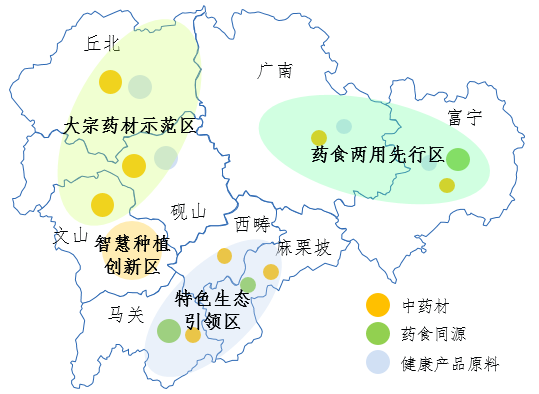 丘北
广南
富宁
大宗药材示范区
药食两用先行区
砚山
西畴
文山
智慧种植
创新区
麻栗坡
特色生态
引领区
马关
中药材
药食同源
健康产品原料